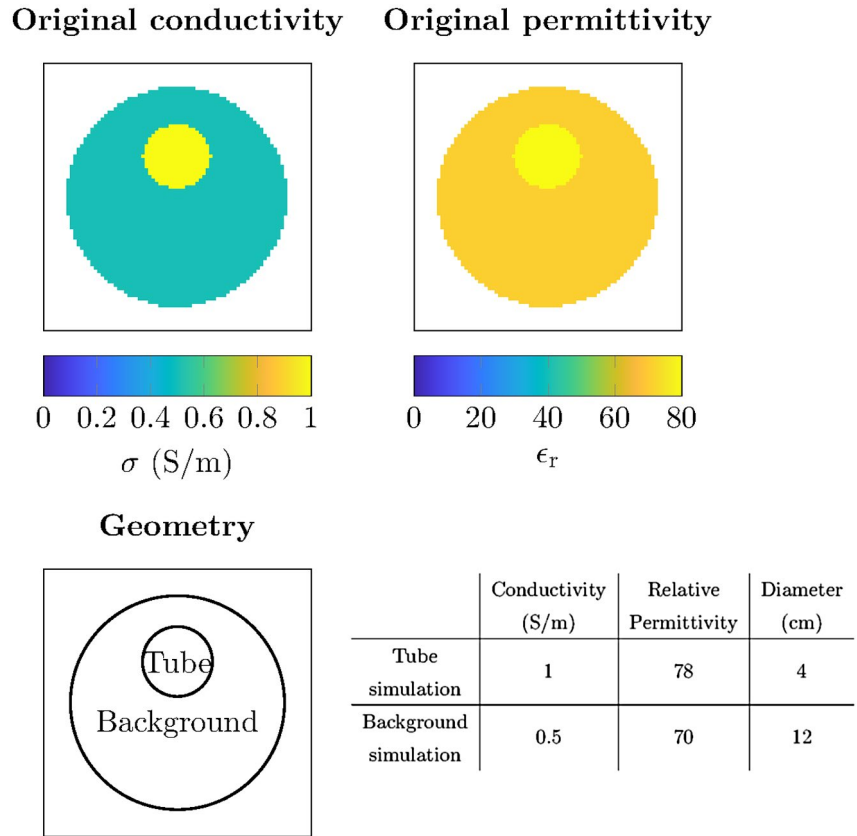 Original conductivity
Original permittivity
0 0.2 0.4 0.6 0.8 1
σ (S/m)
0 20 40 60 80
ϵr
Geometry
Tube
Background
Conductivity (S/m) Relative Permittivity Diameter (cm)
Tube simulation 1 78 4
Background simulation 0.5 70 12